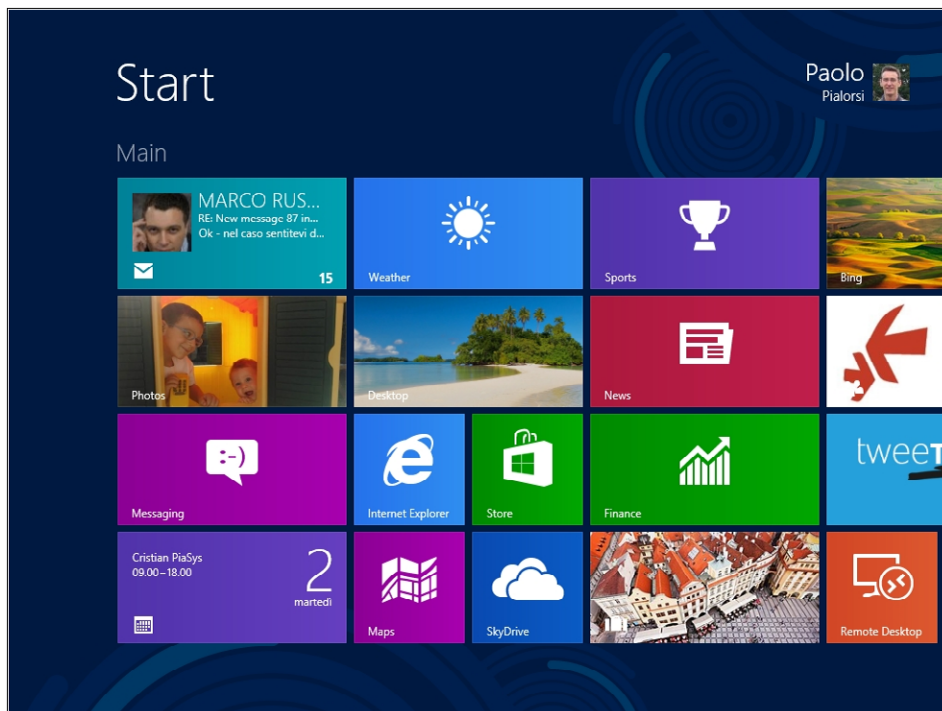 Start
Paolo
Pialorsi
Main
MARCO RUS...
RE: New message 87 in...
Ok - nel caso sentitevi d...
15
Weather
Sports
Bing
Photos
Desktop
News
2
:-)
Messaging
Internet Explorer
Store
Finance
tweeT
Cristian PiaSys
09.00–18.00
2
martedì
Maps
SkyDrive
Remote Desktop